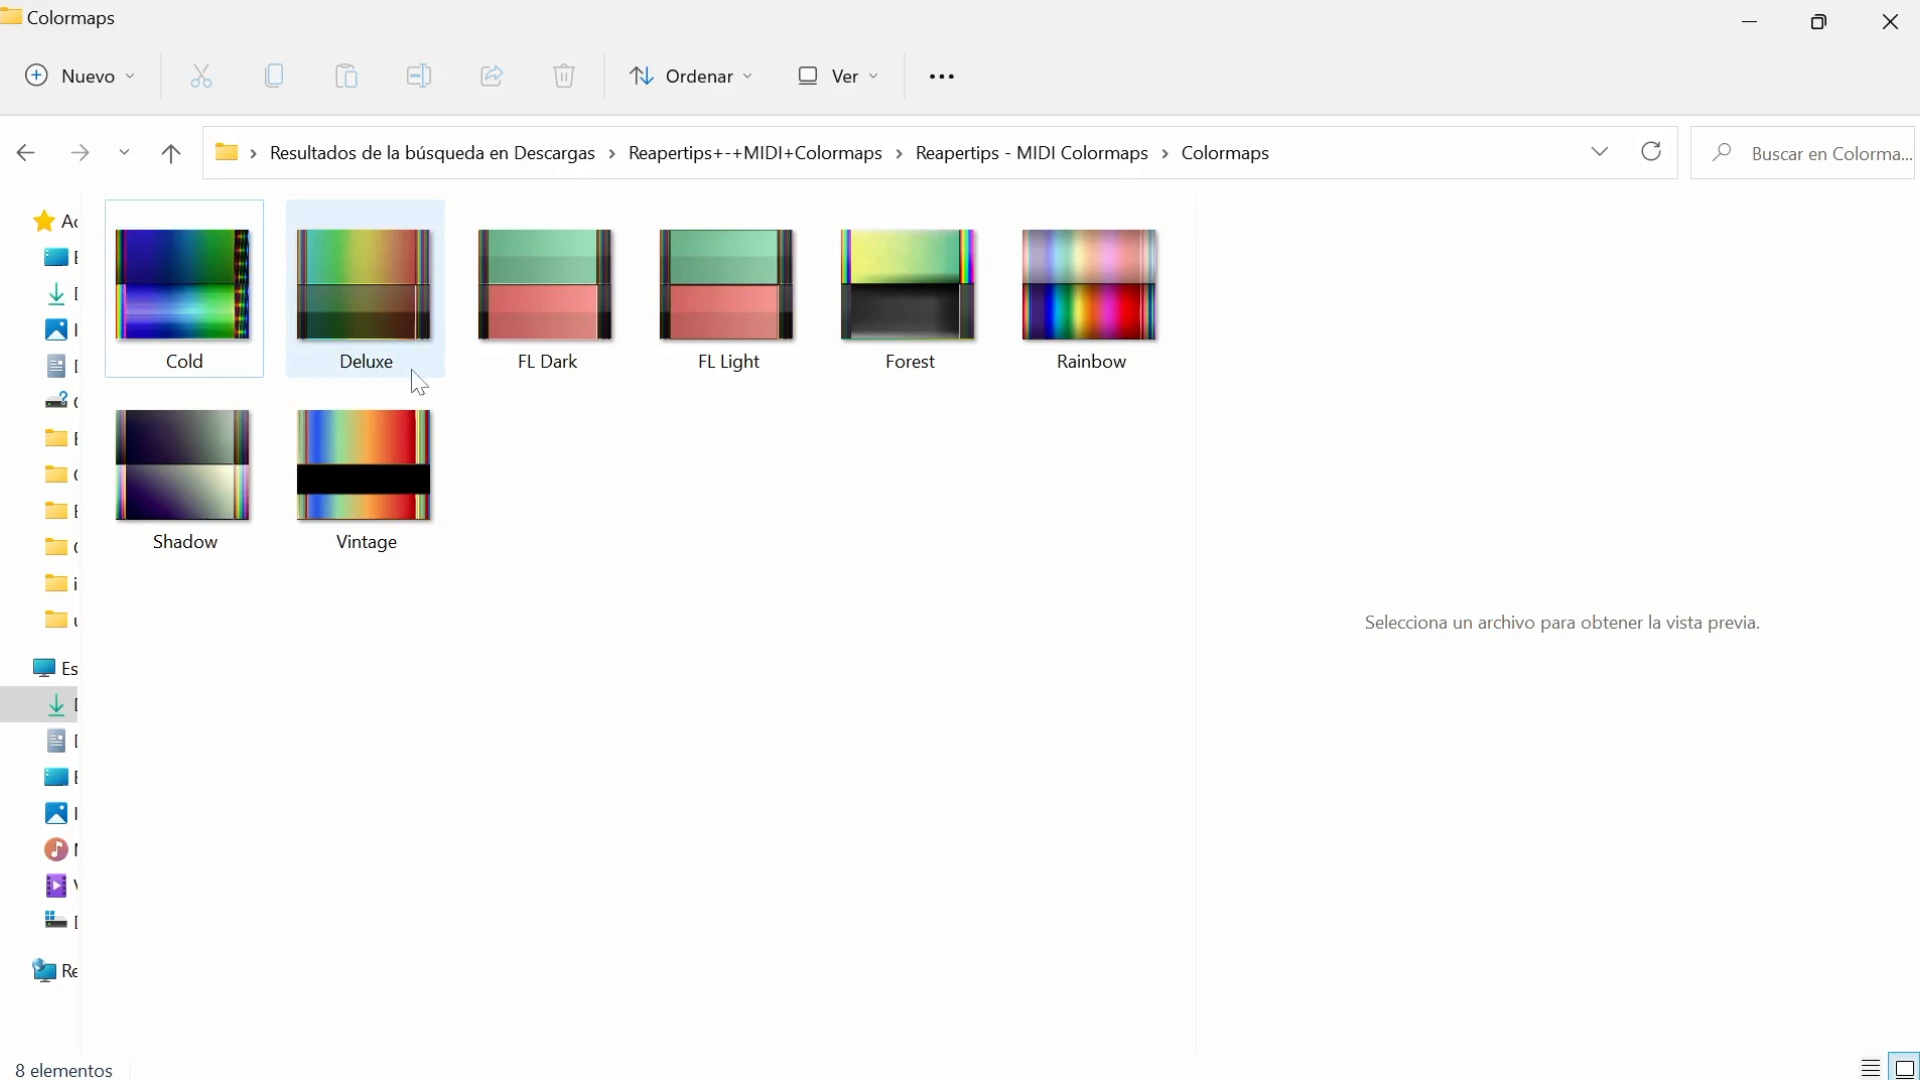 Colormaps
Nuevo
Ordenar
Ver
Resultados de la búsqueda en Descargas > Reapertips+-+MIDI+Colormaps > Reapertips - MIDI Colormaps > Colormaps
Buscar en Colorma...
Cold
Deluxe
FL Dark
FL Light
Forest
Rainbow
Shadow
Vintage
Selecciona un archivo para obtener la vista previa.
8 elementos